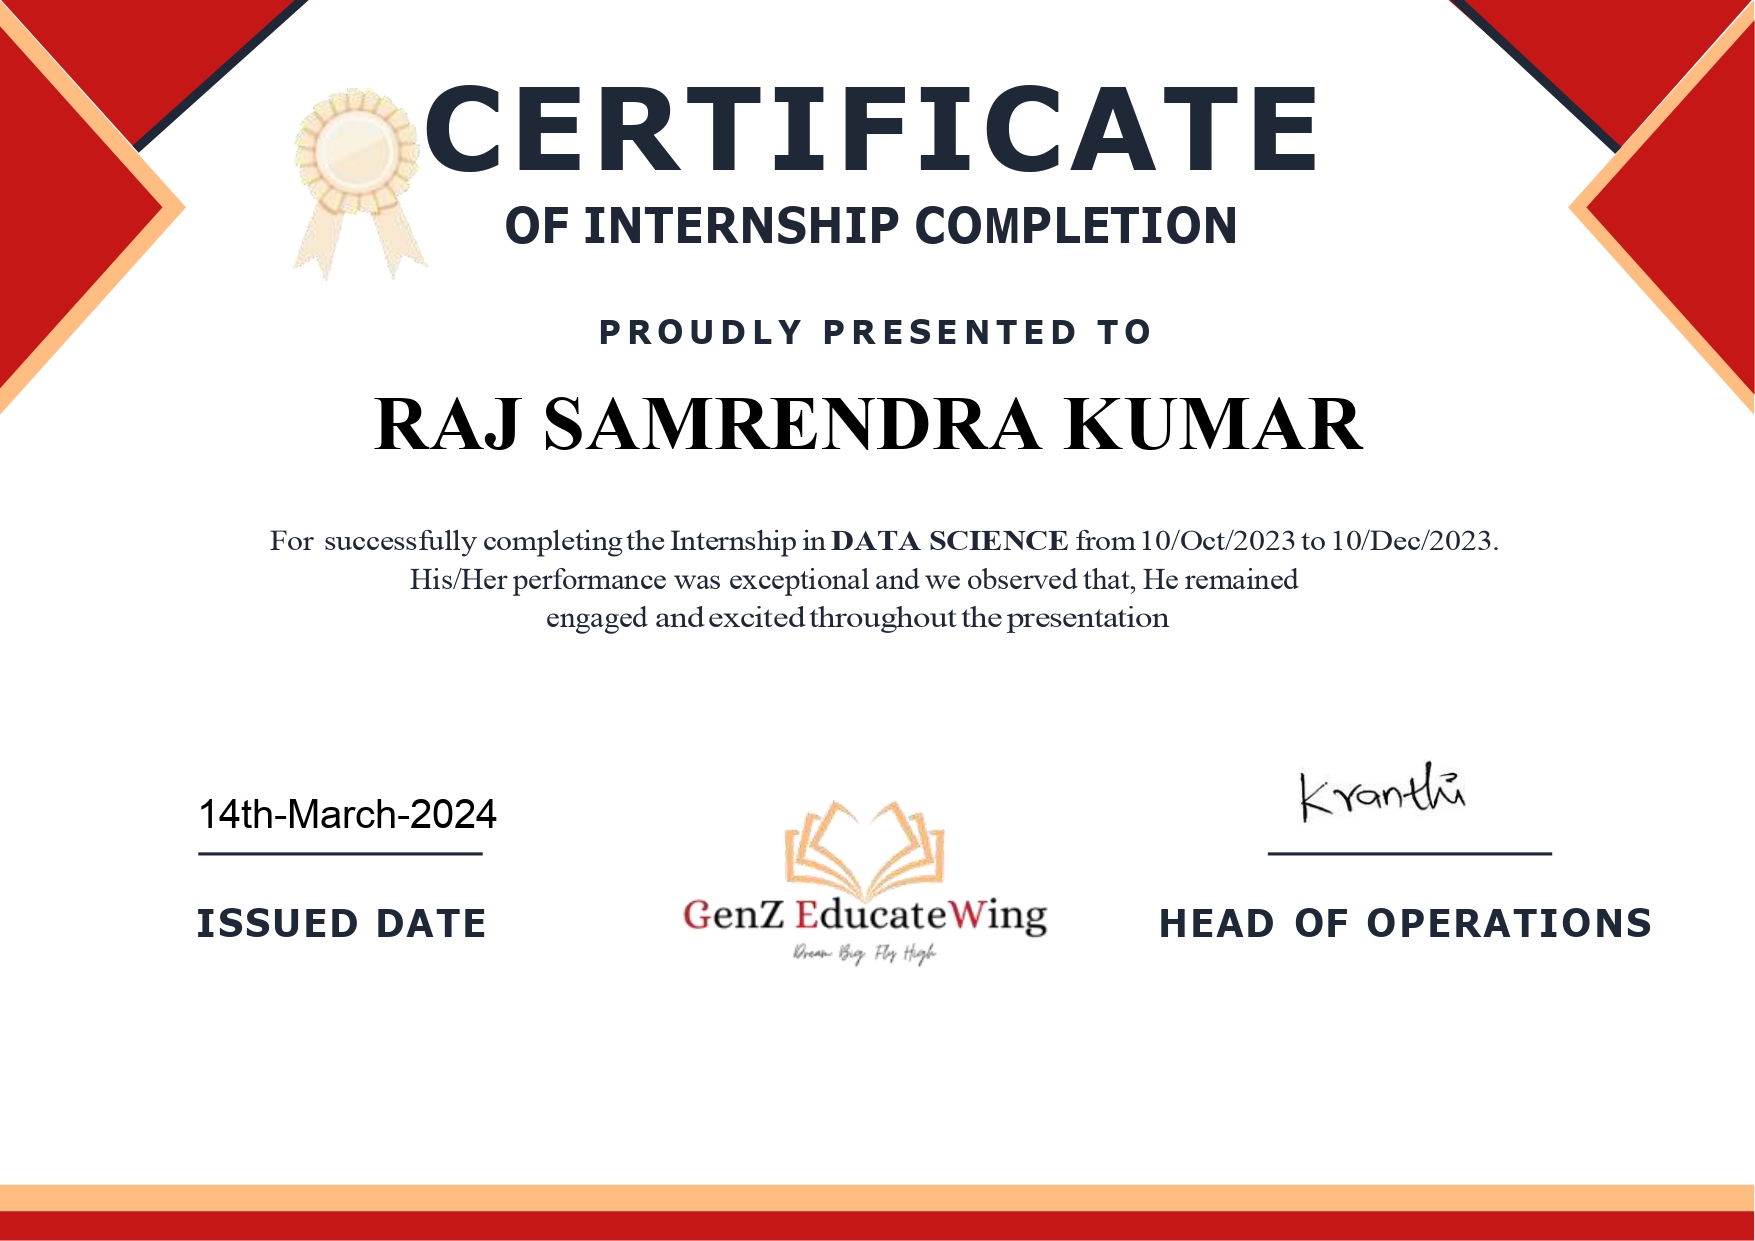 CERTIFICATE
OF INTERNSHIP COMPLETION
PROUDLY PRESENTED TO
RAJ SAMRENDRA KUMAR
For successfully completing the Internship in DATA SCIENCE from 10/Oct/2023 to 10/Dec/2023.
His/Her performance was exceptional and we observed that, He remained
engaged and excited throughout the presentation
14th-March-2024
Kranthi
ISSUED DATE
GenZ EducateWing
Dream Big Fly High
HEAD OF OPERATIONS